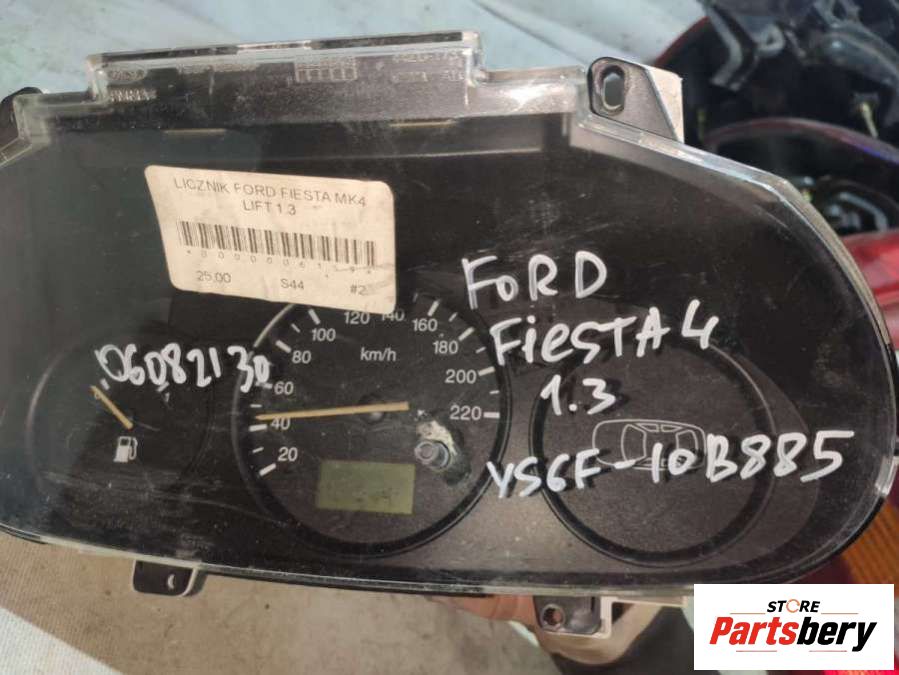 LICZNIK FORD FIESTA MK4
LIFT 1.3
25,00 S44 #2
FORD
FiESTA 4
1.3
YS6F-10B885
06082130
20
40
60
80
100
120
140
160
180
200
220
km/h
STORE
Partsbery